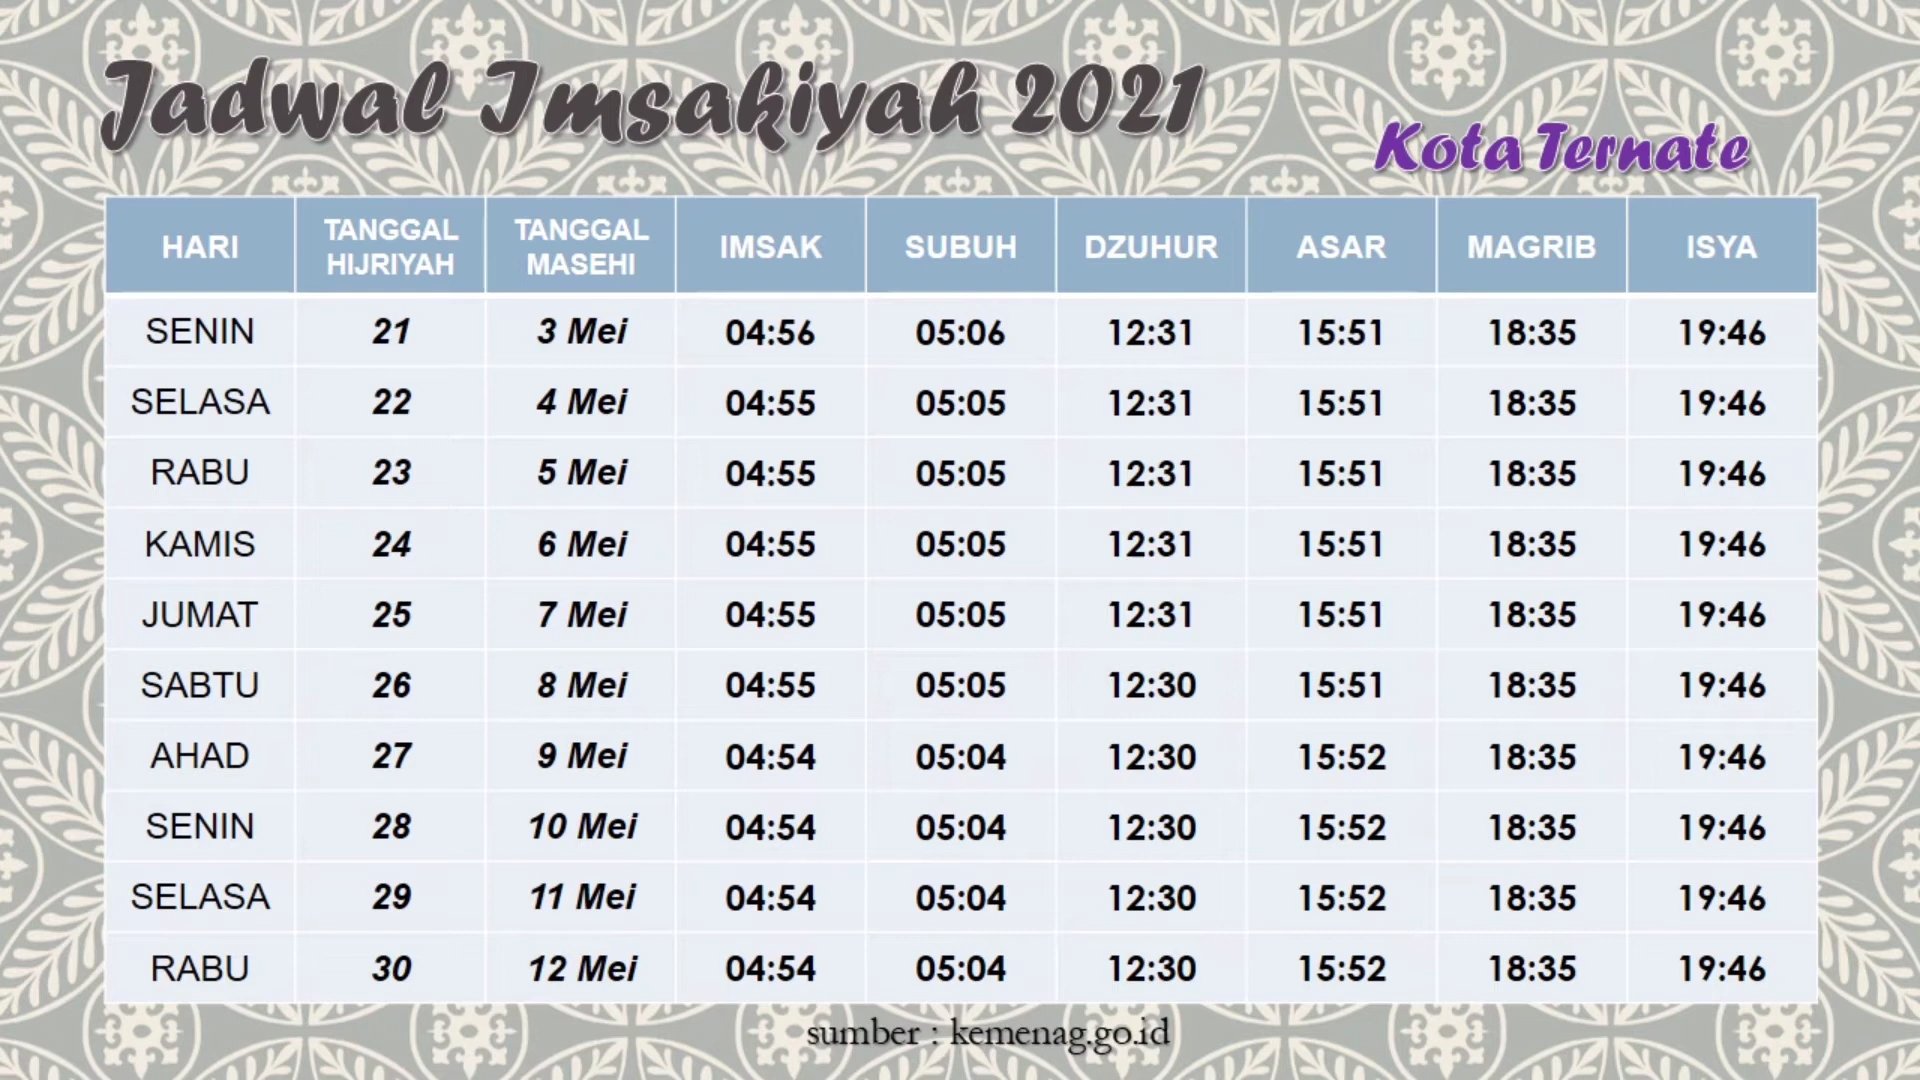 Jadwal Imsakiyah 2021
Kota Ternate
HARI TANGGAL HIJRIYAH TANGGAL MASEHI IMSAK SUBUH DZUHUR ASAR MAGRIB ISYA
SENIN 21 3 Mei 04:56 05:06 12:31 15:51 18:35 19:46
SELASA 22 4 Mei 04:55 05:05 12:31 15:51 18:35 19:46
RABU 23 5 Mei 04:55 05:05 12:31 15:51 18:35 19:46
KAMIS 24 6 Mei 04:55 05:05 12:31 15:51 18:35 19:46
JUMAT 25 7 Mei 04:55 05:05 12:31 15:51 18:35 19:46
SABTU 26 8 Mei 04:55 05:05 12:30 15:51 18:35 19:46
AHAD 27 9 Mei 04:54 05:04 12:30 15:52 18:35 19:46
SENIN 28 10 Mei 04:54 05:04 12:30 15:52 18:35 19:46
SELASA 29 11 Mei 04:54 05:04 12:30 15:52 18:35 19:46
RABU 30 12 Mei 04:54 05:04 12:30 15:52 18:35 19:46
sumber : kemenag.go.id